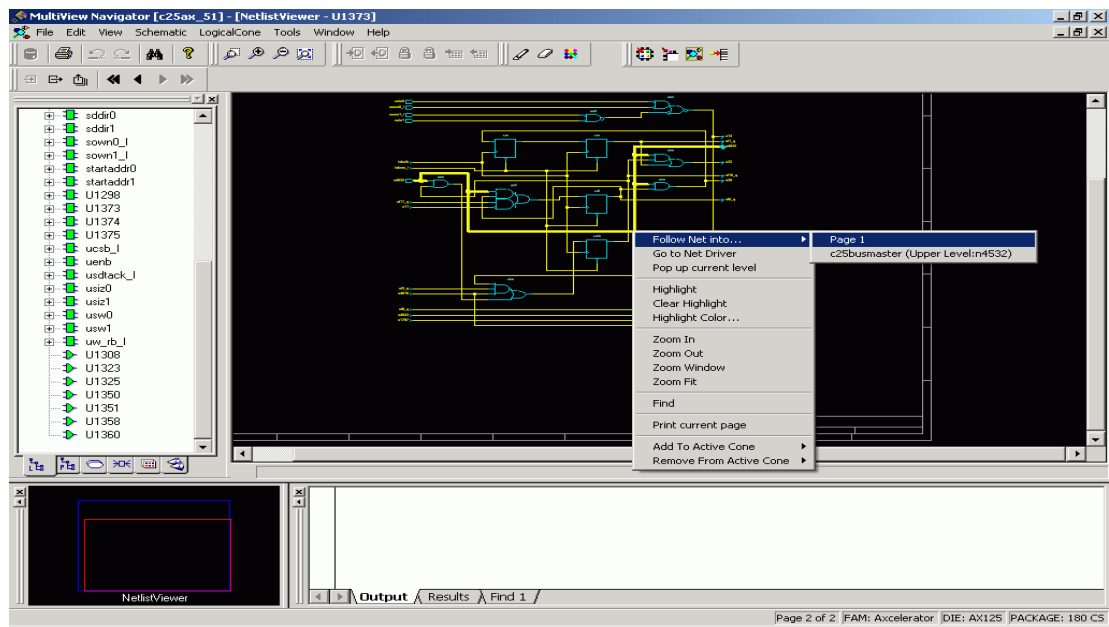 MultiView Navigator [c25ax_51] - [NetlistViewer - U1373]
File Edit View Schematic LogicalCone Tools Window Help
sddir0
sddir1
sown0_l
sown1_l
startaddr0
startaddr1
U1298
U1373
U1374
U1375
ucsb_l
uenb
usdtack_l
usiz0
usiz1
usw0
usw1
uw_rb_l
U1308
U1323
U1325
U1350
U1351
U1358
U1360
Follow Net into...
Go to Net Driver
Pop up current level
Highlight
Clear Highlight
Highlight Color...
Zoom In
Zoom Out
Zoom Window
Zoom Fit
Find
Print current page
Add To Active Cone
Remove From Active Cone
Page 1
c25busmaster (Upper Level:n4532)
NetlistViewer
Output Results Find 1
Page 2 of 2 FAM: Axcelerator DIE: AX125 PACKAGE: 180 CS